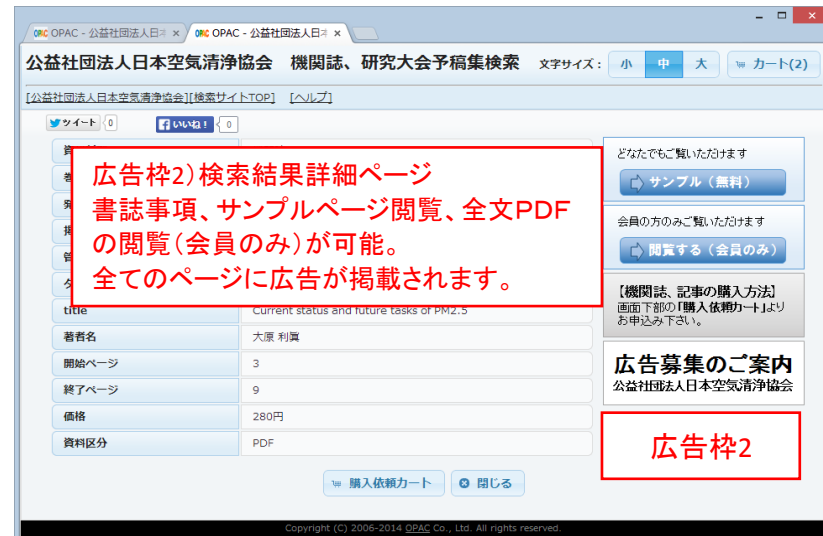 OPAC - 公益社団法人日本
OPAC - 公益社団法人日本
公益社団法人日本空気清浄協会 機関誌、研究大会予稿集検索
文字サイズ: 小 中 大
カート(2)
[公益社団法人日本空気清浄協会][検索サイトTOP] [ヘルプ]
ツイート 0
いいね! 0
広告枠2)検索結果詳細ページ
書誌事項、サンプルページ閲覧、全文PDF
の閲覧(会員のみ)が可能。
全てのページに広告が掲載されます。
title Current status and future tasks of PM2.5
著者名 大原 利眞
開始ページ 3
終了ページ 9
価格 280円
資料区分 PDF
購入依頼カート 閉じる
どなたでもご覧いただけます
サンプル(無料)
会員の方のみご覧いただけます
閲覧する(会員のみ)
【機関誌、記事の購入方法】
画面下部の「購入依頼カート」より
お申込み下さい。
広告募集のご案内
公益社団法人日本空気清浄協会
広告枠2
Copyright (C) 2006-2014 OPAC Co., Ltd. All rights reserved.